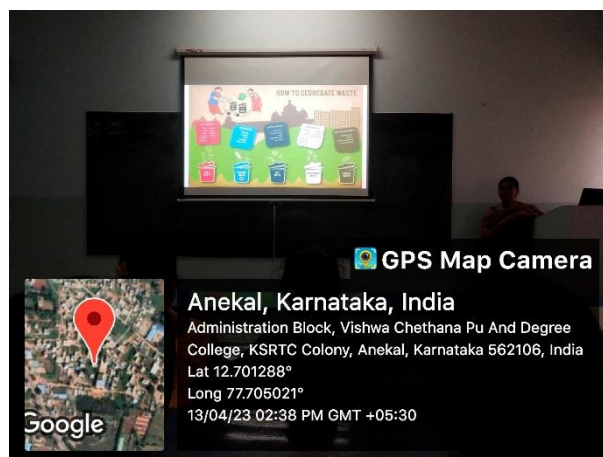 HOW TO SEGREGATE WASTE
GPS Map Camera
Anekal, Karnataka, India
Administration Block, Vishwa Chethana Pu And Degree
College, KSRTC Colony, Anekal, Karnataka 562106, India
Lat 12.701288°
Long 77.705021°
13/04/23 02:38 PM GMT +05:30
Google